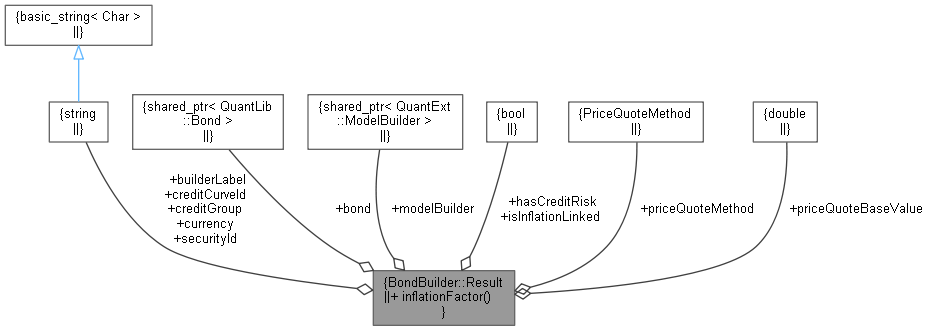 {basic_string< Char >
||}
{string
||}
{shared_ptr< QuantLib
::Bond >
||}
{shared_ptr< QuantExt
::ModelBuilder >
||}
{bool
||}
{PriceQuoteMethod
||}
{double
||}
+builderLabel
+creditCurveId
+creditGroup
+currency
+securityId
+bond
+modelBuilder
+hasCreditRisk
+isInflationLinked
+priceQuoteMethod
+priceQuoteBaseValue
{BondBuilder::Result
||+ inflationFactor()
}